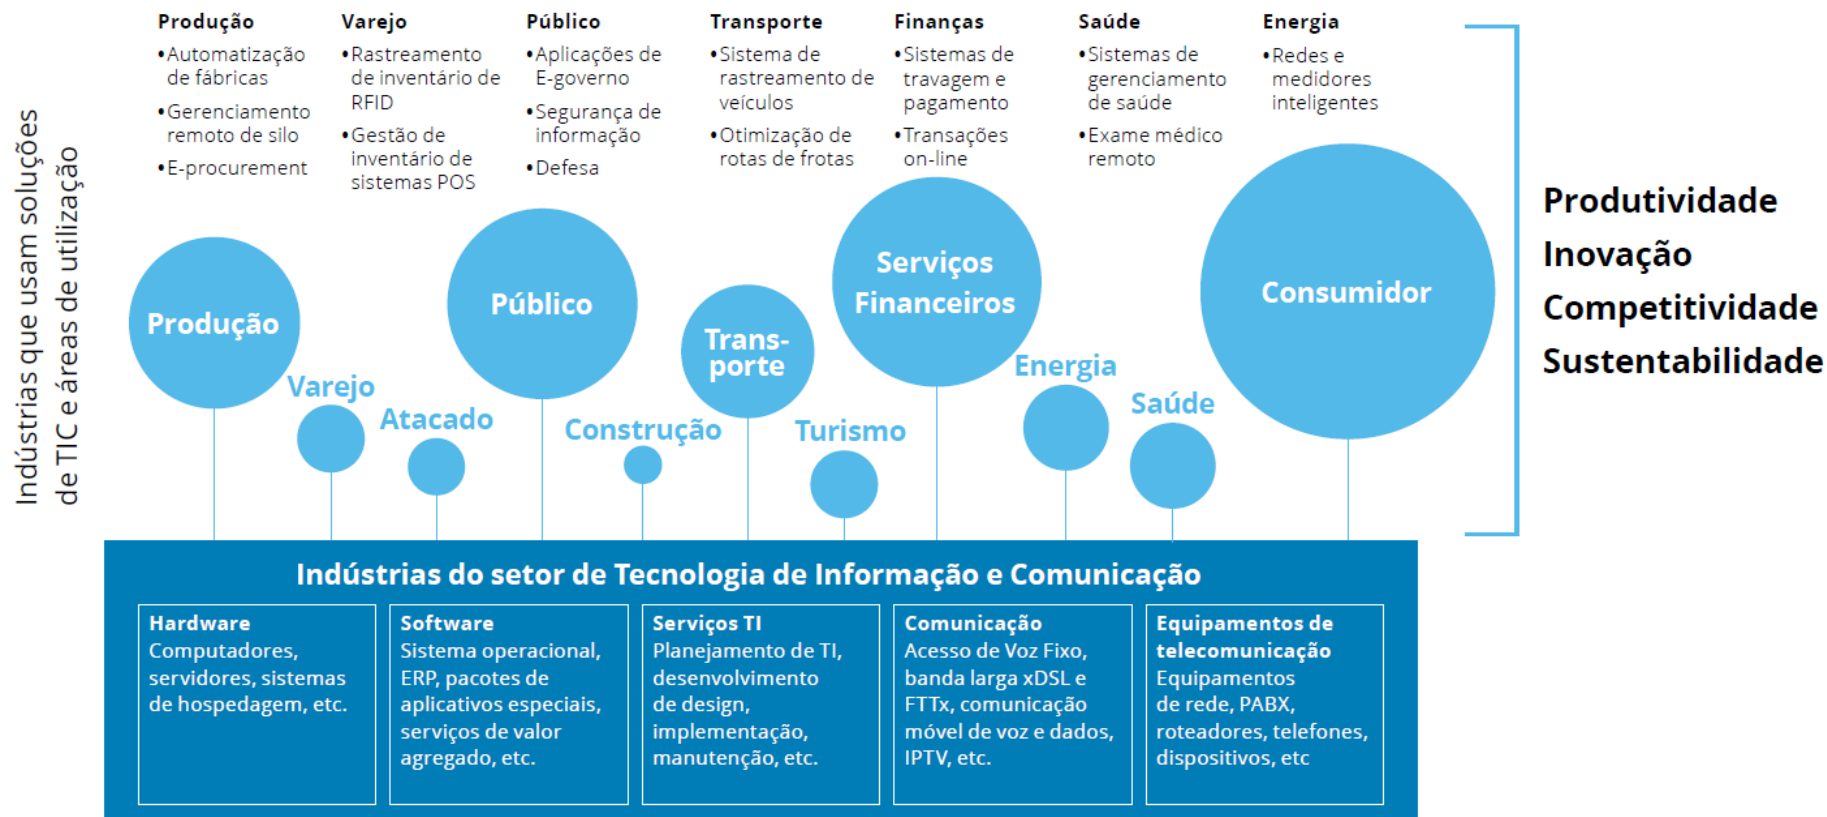 Indústrias que usam soluções
de TIC e áreas de utilização
Produção
•Automatização
de fábricas
•Gerenciamento
remoto de silo
•E-procurement
Varejo
•Rastreamento
de inventário de
RFID
•Gestão de
inventário de
sistemas POS
Público
•Aplicações de
E-governo
•Segurança de
informação
•Defesa
Transporte
•Sistema de
rastreamento de
veículos
•Otimização de
rotas de frotas
Finanças
•Sistemas de
travagem e
pagamento
•Transações
on-line
Saúde
•Sistemas de
gerenciamento
de saúde
•Exame médico
remoto
Energia
•Redes e
medidores
inteligentes
Produção
Varejo
Atacado
Público
Construção
Trans-
porte
Turismo
Serviços
Financeiros
Energia
Saúde
Consumidor
Produtividade
Inovação
Competitividade
Sustentabilidade
Indústrias do setor de Tecnologia de Informação e Comunicação
Hardware
Computadores,
servidores, sistemas
de hospedagem, etc.
Software
Sistema operacional,
ERP, pacotes de
aplicativos especiais,
serviços de valor
agregado, etc.
Serviços TI
Planejamento de TI,
desenvolvimento
de design,
implementação,
manutenção, etc.
Comunicação
Acesso de Voz Fixo,
banda larga xDSL e
FTTx, comunicação
móvel de voz e dados,
IPTV, etc.
Equipamentos de
telecomunicação
Equipamentos
de rede, PABX,
roteadores, telefones,
dispositivos, etc